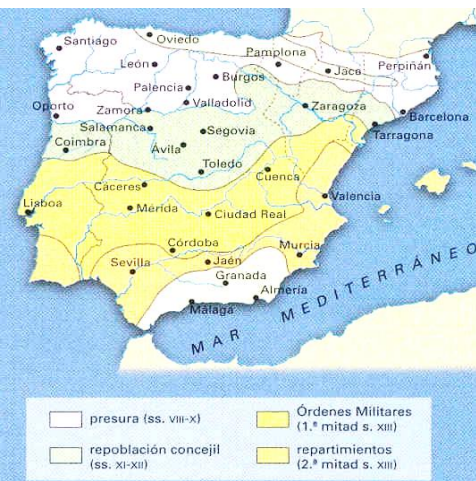 Santiago
Oviedo
Pamplona
León
Jaca
Perpiñán
Burgos
Palencia
Oporto
Zamora
Valladolid
Zaragoza
Barcelona
Salamanca
Segovia
Tarragona
Coimbra
Ávila
Toledo
Cuenca
Cáceres
Lisboa
Mérida
Valencia
Ciudad Real
Córdoba
Murcia
Sevilla
Jaén
Granada
Almería
Málaga
MAR MEDITERRÁNEO
presura (ss. VIII-X)
repoblación concejil
(ss. XI-XII)
Órdenes Militares
(1.ª mitad s. XIII)
repartimientos
(2.ª mitad s. XIII)